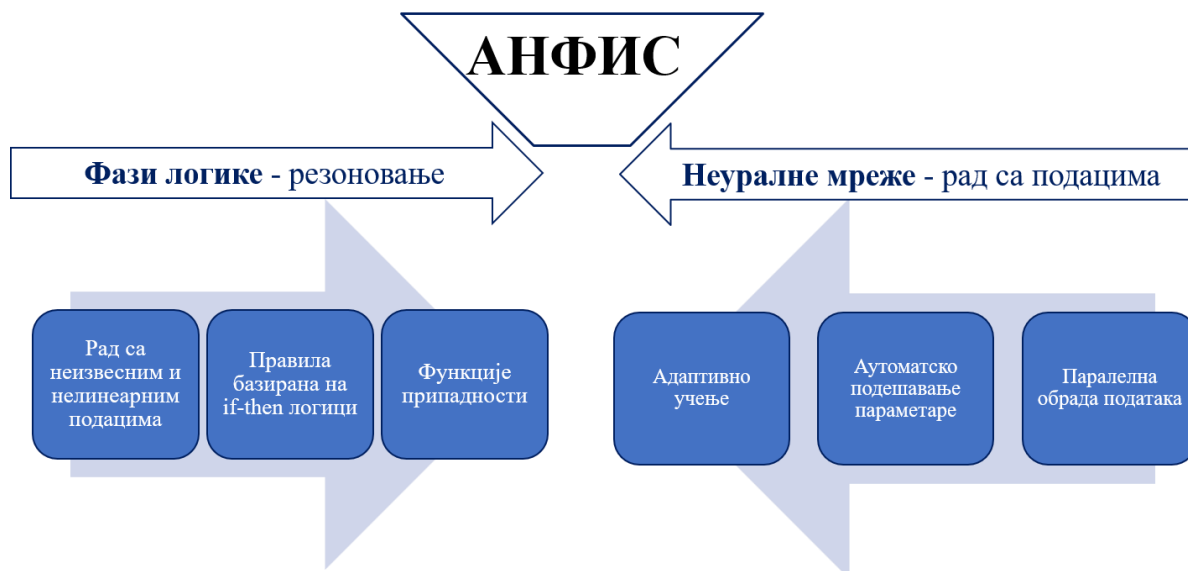 АНФИС
Фази логике - резоновање
Неуралне мреже - рад са подацима
Рад са
неизвесним и
нелинеарним
подацима
Правила
базирана на
if-then логици
Функције
припадности
Адаптивно
учење
Аутоматско
подешавање
параметаре
Паралелна
обрада података